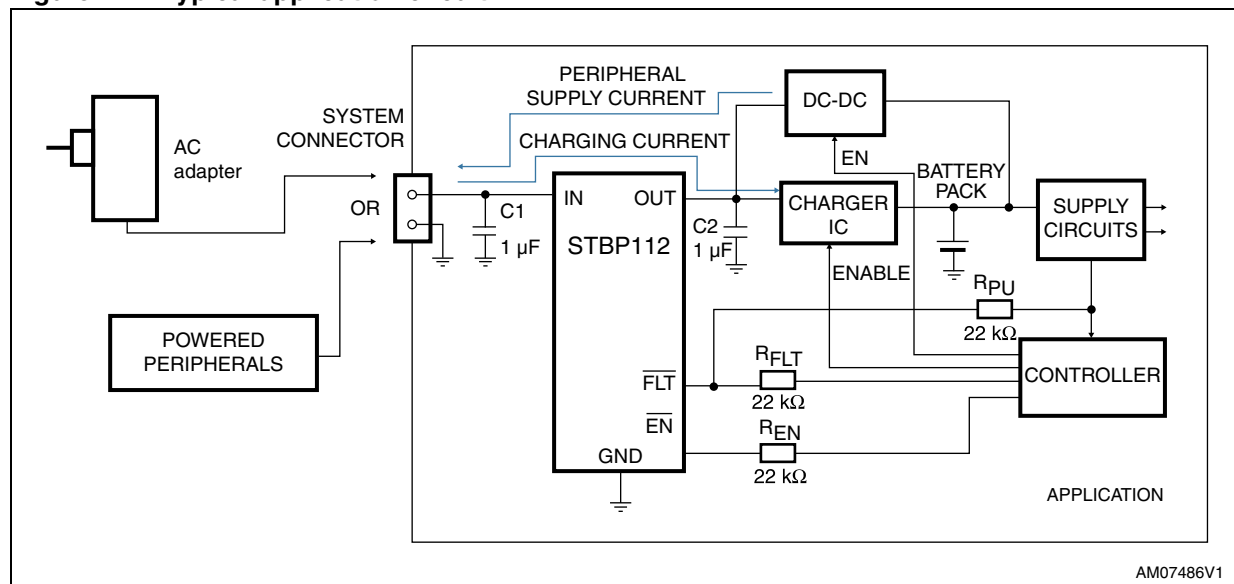 PERIPHERAL
SUPPLY CURRENT
DC-DC
SYSTEM
CONNECTOR
CHARGING CURRENT
EN
AC
adapter
BATTERY
PACK
OR
C1
1 µF
IN
OUT
STBP112
C2
1 µF
CHARGER
IC
SUPPLY
CIRCUITS
ENABLE
RPU
22 kΩ
POWERED
PERIPHERALS
FLT
RFLT
22 kΩ
CONTROLLER
EN
REN
22 kΩ
GND
APPLICATION
AM07486V1